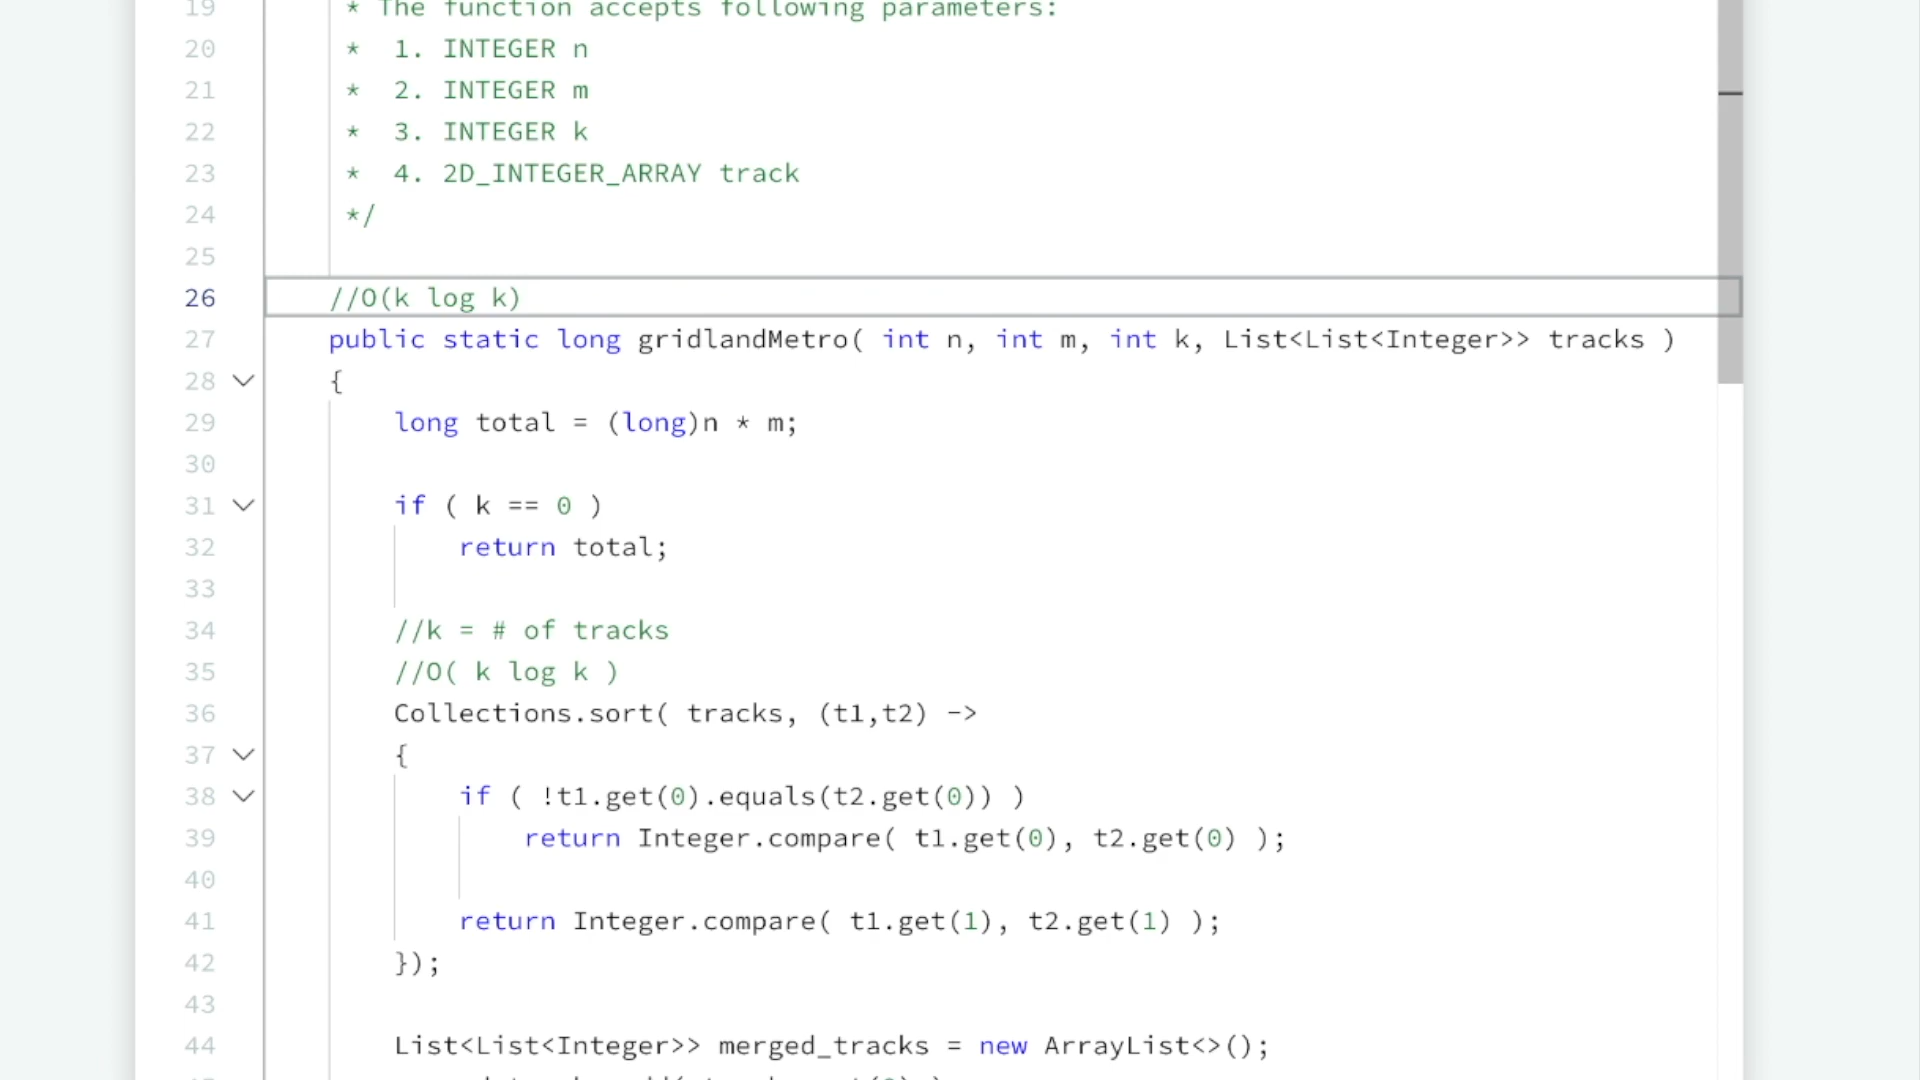 19 * The function accepts following parameters:
20 * 1. INTEGER n
21 * 2. INTEGER m
22 * 3. INTEGER k
23 * 4. 2D_INTEGER_ARRAY track
24 */
25
26 //O(k log k)
27 public static long gridlandMetro( int n, int m, int k, List<List<Integer>> tracks )
28 {
29 long total = (long)n * m;
30
31 if ( k == 0 )
32 return total;
33
34 //k = # of tracks
35 //O( k log k )
36 Collections.sort( tracks, (t1,t2) ->
37 {
38 if ( !t1.get(0).equals(t2.get(0)) )
39 return Integer.compare( t1.get(0), t2.get(0) );
40
41 return Integer.compare( t1.get(1), t2.get(1) );
42 });
43
44 List<List<Integer>> merged_tracks = new ArrayList<>();